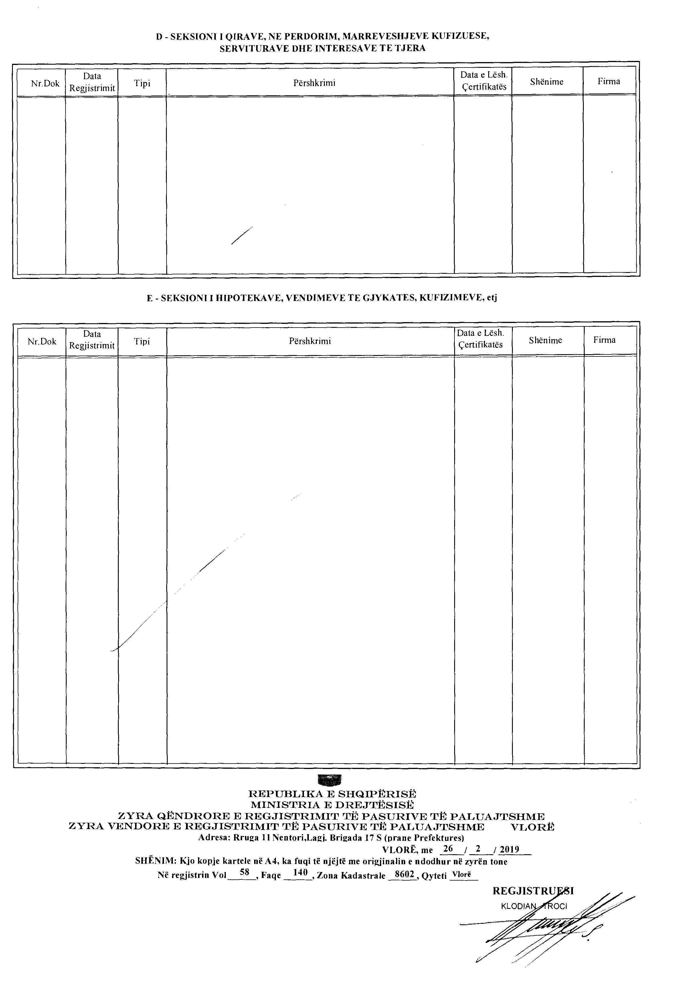 D - SEKSIONI I QIRAVE, NE PERDORIM, MARREVESHJEVE KUFIZUESE,
SERVITURAVE DHE INTERESAVE TE TJERA
Nr.Dok Data Regjistrimit Tipi Përshkrimi Data e Lësh. Çertifikatës Shënime Firma
E - SEKSIONI I HIPOTEKAVE, VENDIMEVE TE GJYKATES, KUFIZIMEVE, etj
Nr.Dok Data Regjistrimit Tipi Përshkrimi Data e Lësh. Çertifikatës Shënime Firma
REPUBLIKA E SHQIPËRISË
MINISTRIA E DREJTËSISË
ZYRA QËNDRORE E REGJISTRIMIT TË PASURIVE TË PALUAJTSHME
ZYRA VENDORE E REGJISTRIMIT TË PASURIVE TË PALUAJTSHME VLORË
Adresa: Rruga 11 Nentori,Lagj. Brigada 17 S (prane Prefektures)
VLORË, me 26 / 2 / 2019
SHËNIM: Kjo kopje kartele në A4, ka fuqi të njëjtë me origjinalin e ndodhur në zyrën tone
Në regjistrin Vol 58 , Faqe 140 , Zona Kadastrale 8602 , Qyteti Vlorë
REGJISTRUESI
KLODIAN TROCI